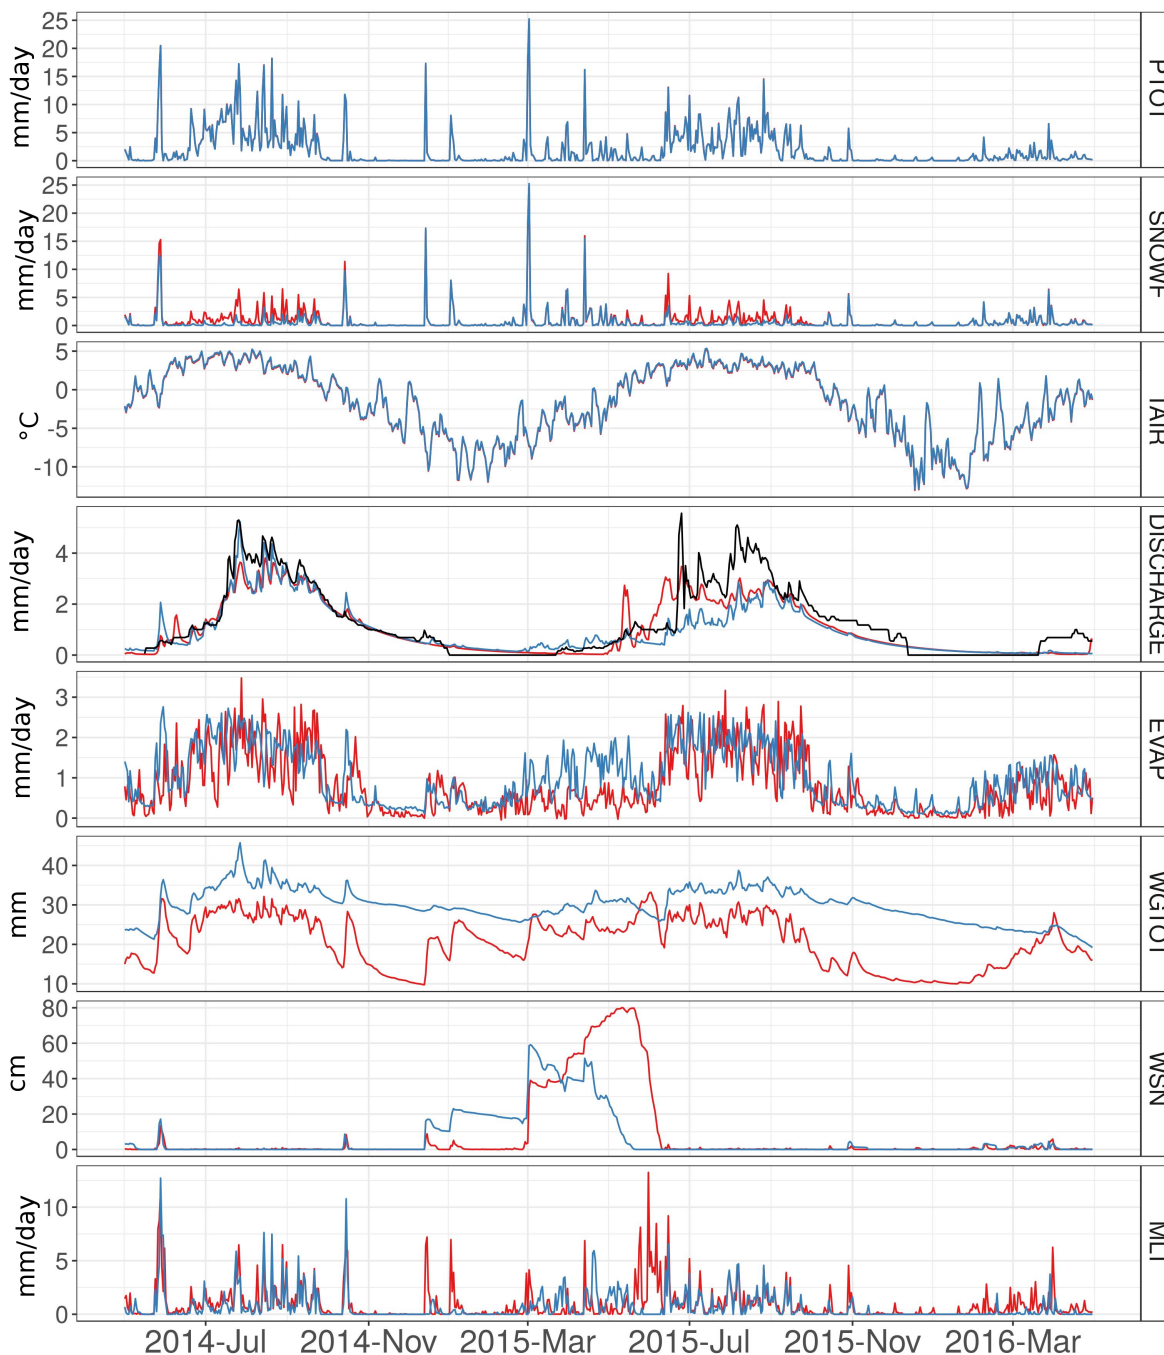 mm/day
25
20
15
10
5
0
PTOT
mm/day
25
20
15
10
5
0
SNOWF
°C
5
0
-5
-10
TAIR
mm/day
4
2
0
DISCHARGE
mm/day
3
2
1
0
EVAP
mm
40
30
20
10
WGTOT
cm
80
60
40
20
0
WSN
mm/day
10
5
0
MLT
2014-Jul 2014-Nov 2015-Mar 2015-Jul 2015-Nov 2016-Mar